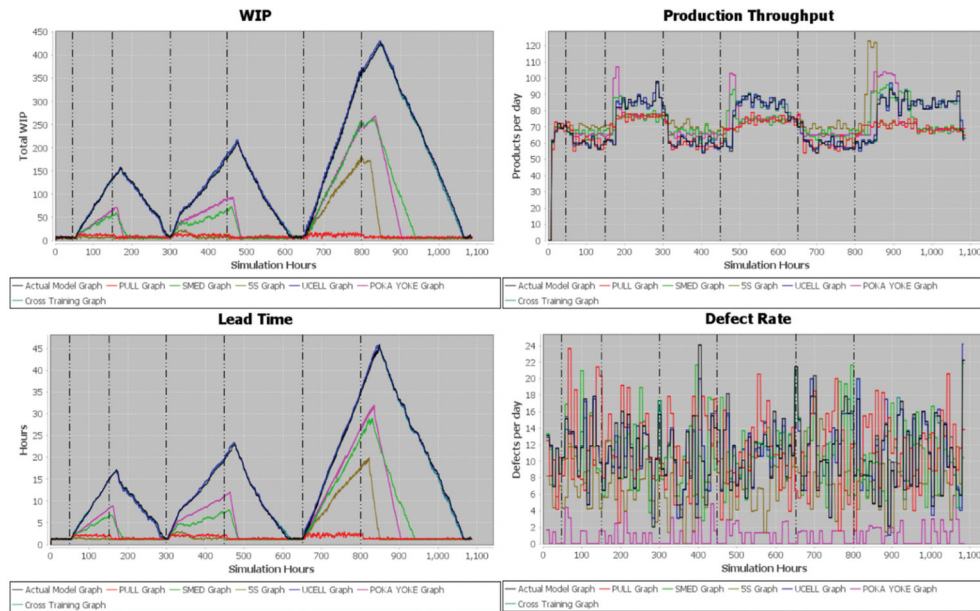 WIP
Total WIP
450
400
350
300
250
200
150
100
50
0
0 100 200 300 400 500 600 700 800 900 1,000 1,100
Simulation Hours
Actual Model Graph PULL Graph SMED Graph 5S Graph UCELL Graph POKA YOKE Graph
Cross Training Graph
Production Throughput
Products per day
120
110
100
90
80
70
60
50
40
30
20
10
0
0 100 200 300 400 500 600 700 800 900 1,000 1,100
Simulation Hours
Actual Model Graph PULL Graph SMED Graph 5S Graph UCELL Graph POKA YOKE Graph
Cross Training Graph
Lead Time
Hours
45
40
35
30
25
20
15
10
5
0
0 100 200 300 400 500 600 700 800 900 1,000 1,100
Simulation Hours
Actual Model Graph PULL Graph SMED Graph 5S Graph UCELL Graph POKA YOKE Graph
Cross Training Graph
Defect Rate
Defects per day
24
22
20
18
16
14
12
10
8
6
4
2
0
0 100 200 300 400 500 600 700 800 900 1,000 1,100
Simulation Hours
Actual Model Graph PULL Graph SMED Graph 5S Graph UCELL Graph POKA YOKE Graph
Cross Training Graph